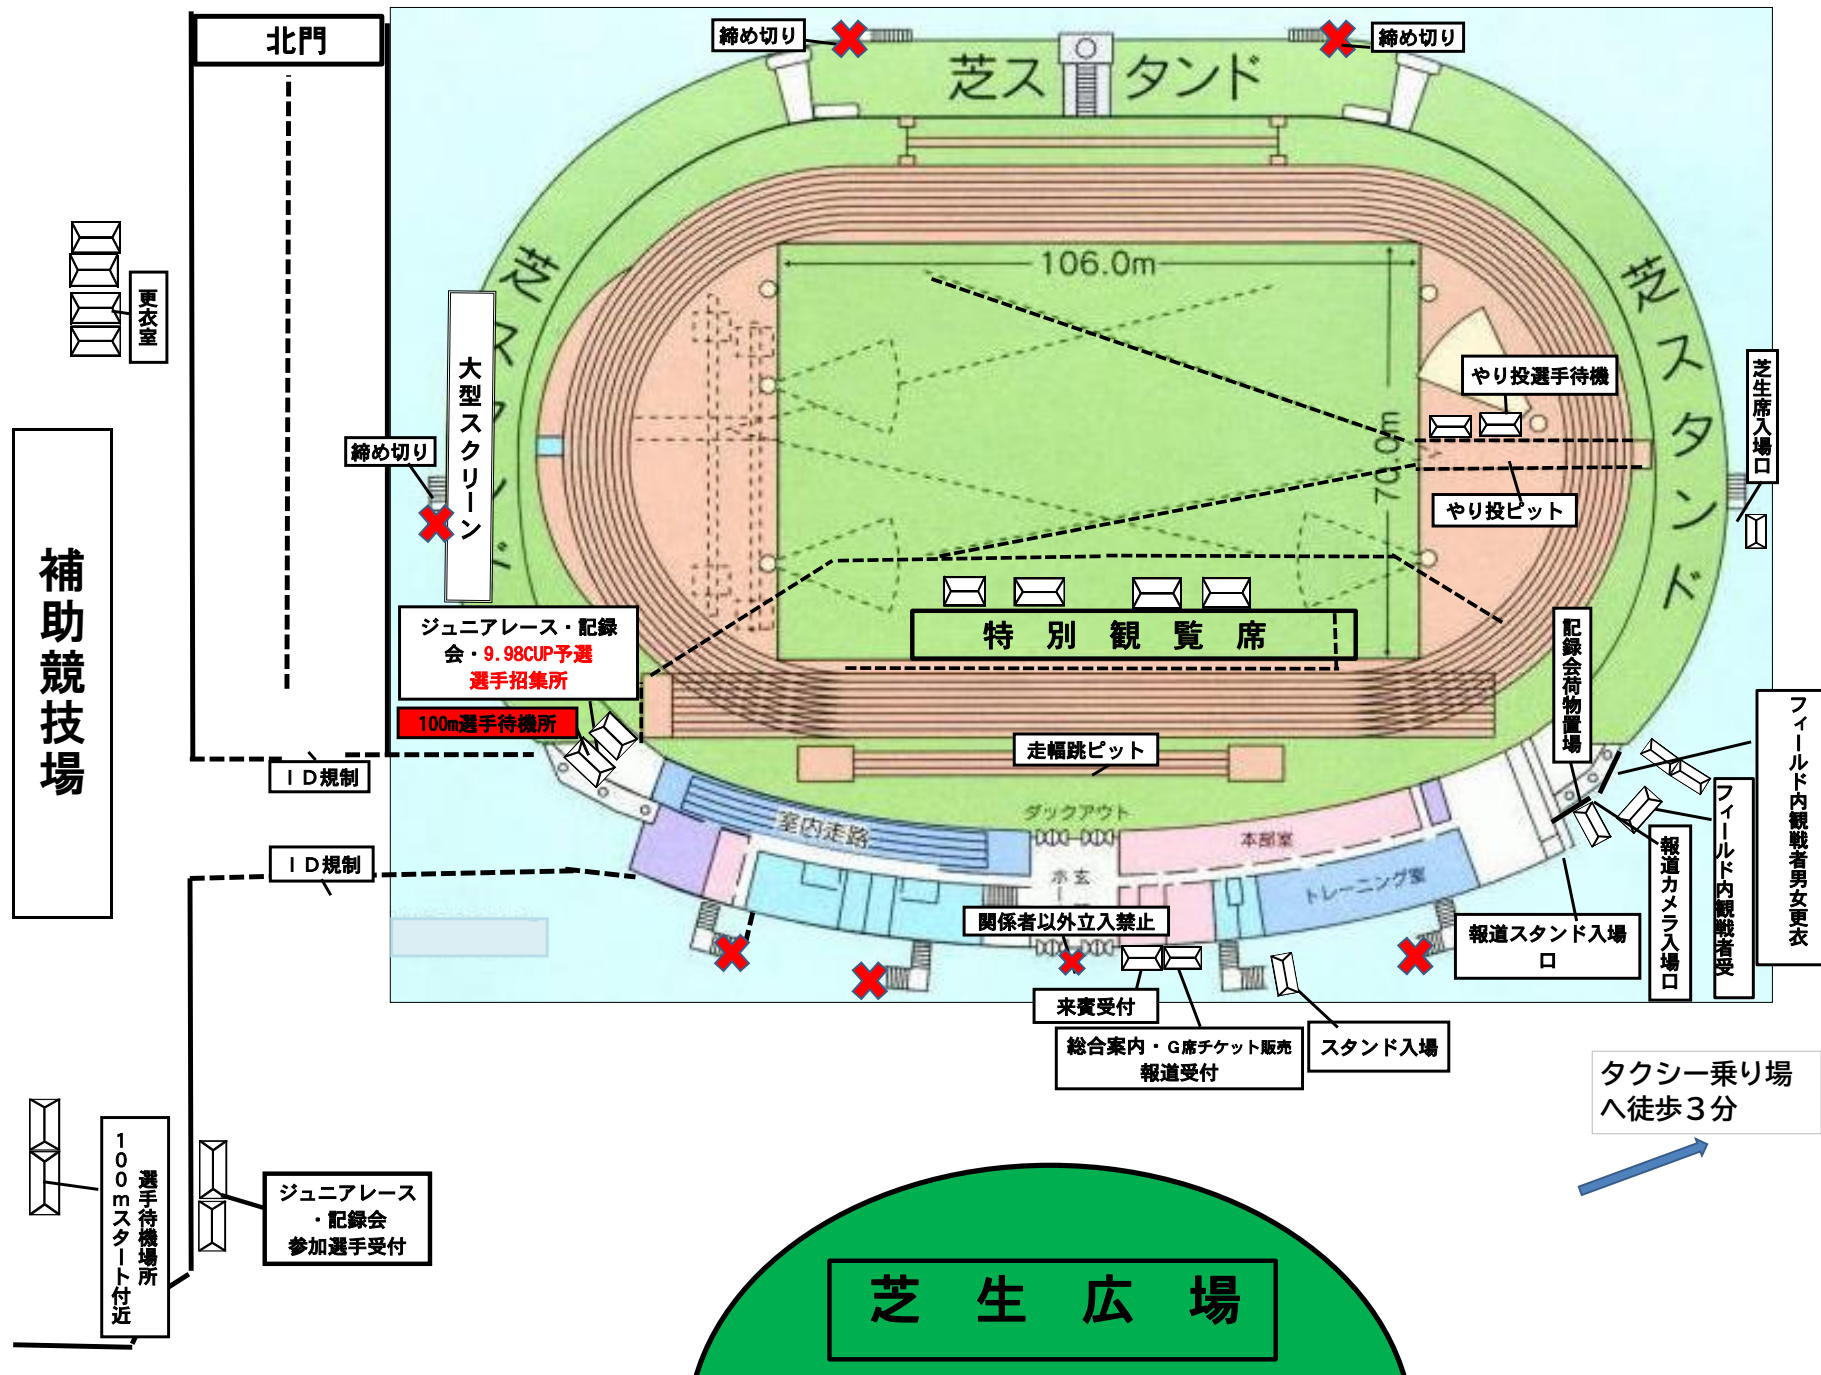 北門
締め切り
締め切り
芝スタンド
106.0m
70.0m
芝スタンド
芝スタンド
更衣室
大型スクリーン
締め切り
やり投選手待機
やり投ピット
芝生席入場口
補助競技場
特別観覧席
ジュニアレース・記録
会・9.98CUP予選
選手招集所
100m選手待機所
ＩＤ規制
ＩＤ規制
走幅跳ピット
記録会荷物置場
フィールド内観戦者男女更衣
フィールド内観戦者受
報道カメラ入場口
報道スタンド入場
口
ダックアウト
室内走路
本部室
トレーニング室
玄
ホー
関係者以外立入禁止
来賓受付
総合案内・Ｇ席チケット販売
報道受付
スタンド入場
タクシー乗り場
へ徒歩３分
選手待機場所
100mスタート付近
ジュニアレース
・記録会
参加選手受付
芝生広場